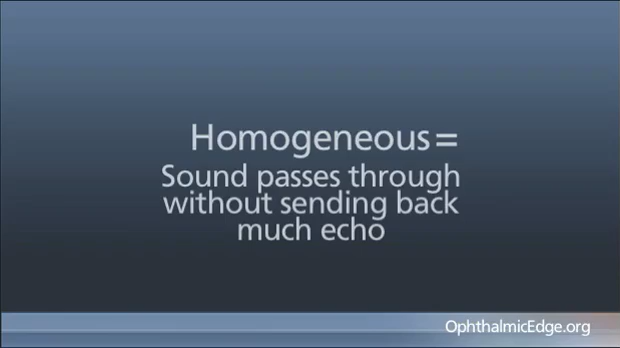 Homogeneous=
Sound passes through
without sending back
much echo
OphthalmicEdge.org